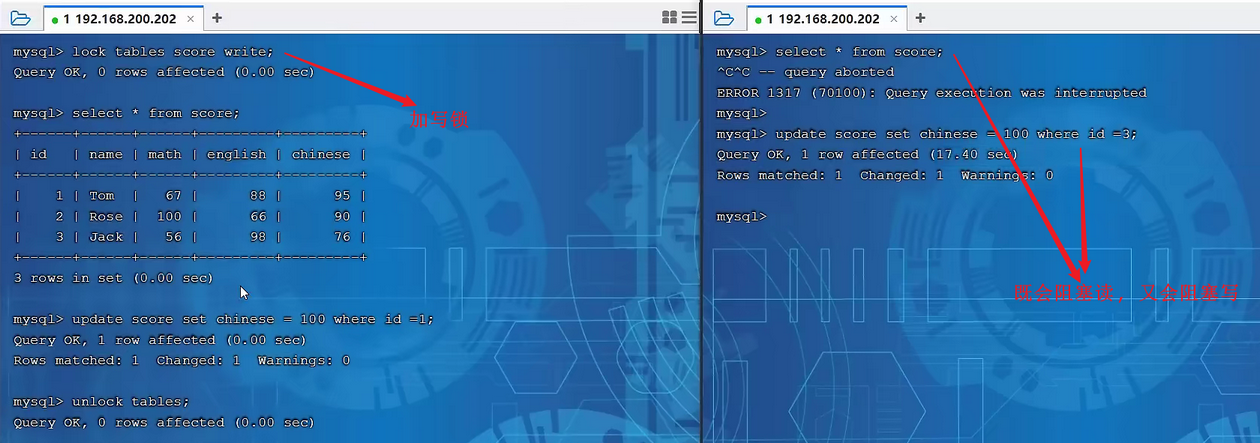 1 192.168.200.202
mysql> lock tables score write;
Query OK, 0 rows affected (0.00 sec)
加写锁
mysql> select * from score;
+------+------+------+---------+---------+
| id   | name | math | english | chinese |
+------+------+------+---------+---------+
|    1 | Tom  |   67 |      88 |      95 |
|    2 | Rose |  100 |      66 |      90 |
|    3 | Jack |   56 |      98 |      76 |
+------+------+------+---------+---------+
3 rows in set (0.00 sec)
mysql> update score set chinese = 100 where id =1;
Query OK, 1 row affected (0.00 sec)
Rows matched: 1  Changed: 1  Warnings: 0
mysql> unlock tables;
Query OK, 0 rows affected (0.00 sec)
1 192.168.200.202
mysql> select * from score;
^C^C -- query aborted
ERROR 1317 (70100): Query execution was interrupted
mysql>
mysql> update score set chinese = 100 where id =3;
Query OK, 1 row affected (17.40 sec)
Rows matched: 1  Changed: 1  Warnings: 0
mysql>
既会阻塞读，又会阻塞写